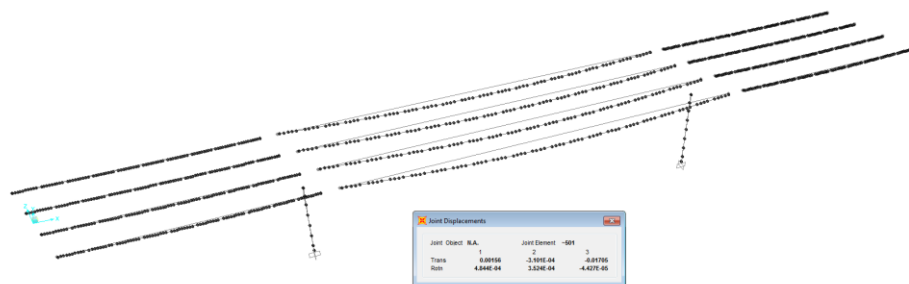 Joint Displacements
Joint Object N.A. Joint Element ~501
1 2 3
Trans 0.00156 -3.101E-04 -0.01705
Rotn 4.844E-04 3.524E-04 -4.427E-05